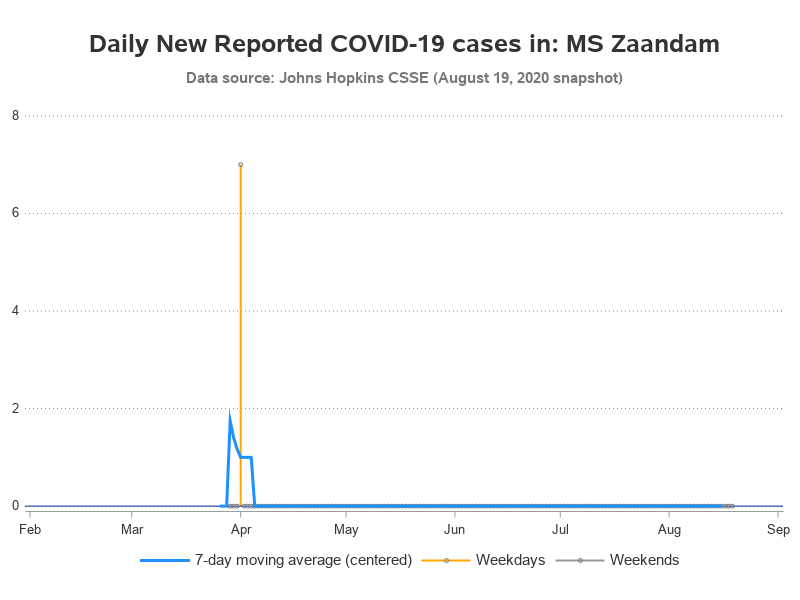 Daily New Reported COVID-19 cases in: MS Zaandam
Data source: Johns Hopkins CSSE (August 19, 2020 snapshot)
8
6
4
2
0
Feb Mar Apr May Jun Jul Aug Sep
7-day moving average (centered) Weekdays Weekends